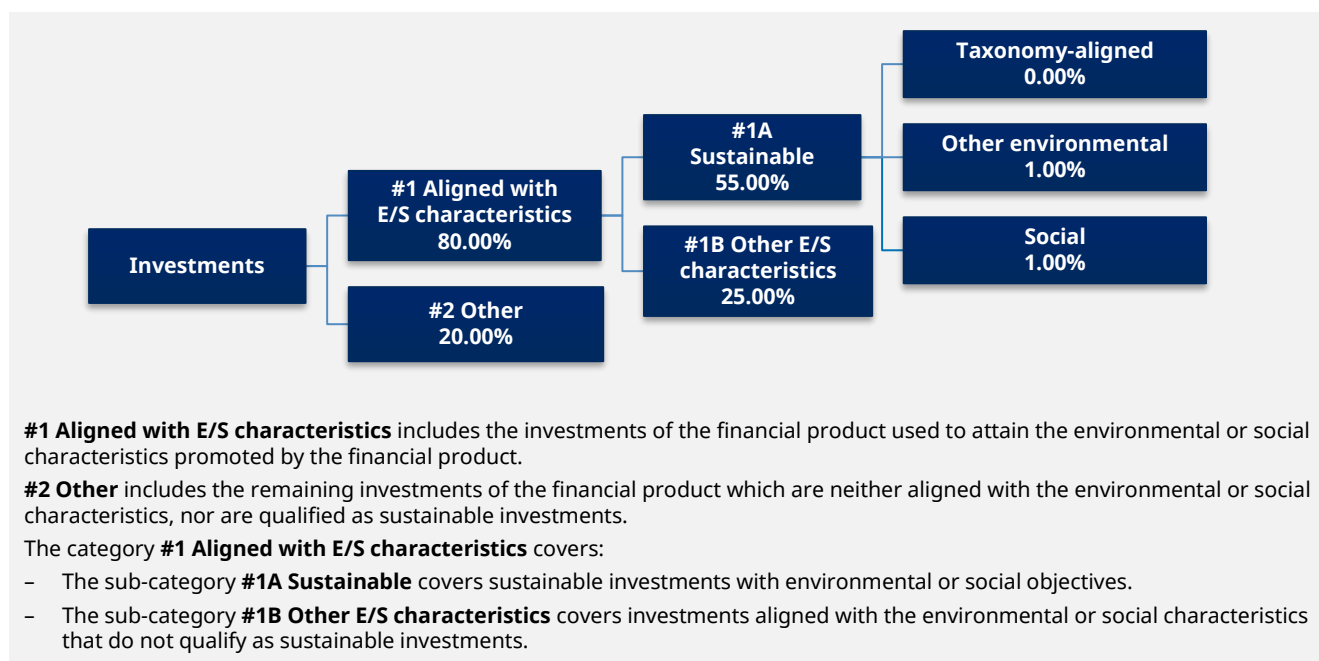 Taxonomy-aligned
0.00%
#1A
Sustainable
55.00%
Other environmental
1.00%
#1 Aligned with
E/S characteristics
80.00%
Social
1.00%
#1B Other E/S
characteristics
25.00%
Investments
#2 Other
20.00%
#1 Aligned with E/S characteristics includes the investments of the financial product used to attain the environmental or social
characteristics promoted by the financial product.
#2 Other includes the remaining investments of the financial product which are neither aligned with the environmental or social
characteristics, nor are qualified as sustainable investments.
The category #1 Aligned with E/S characteristics covers:
– The sub-category #1A Sustainable covers sustainable investments with environmental or social objectives.
– The sub-category #1B Other E/S characteristics covers investments aligned with the environmental or social characteristics
that do not qualify as sustainable investments.